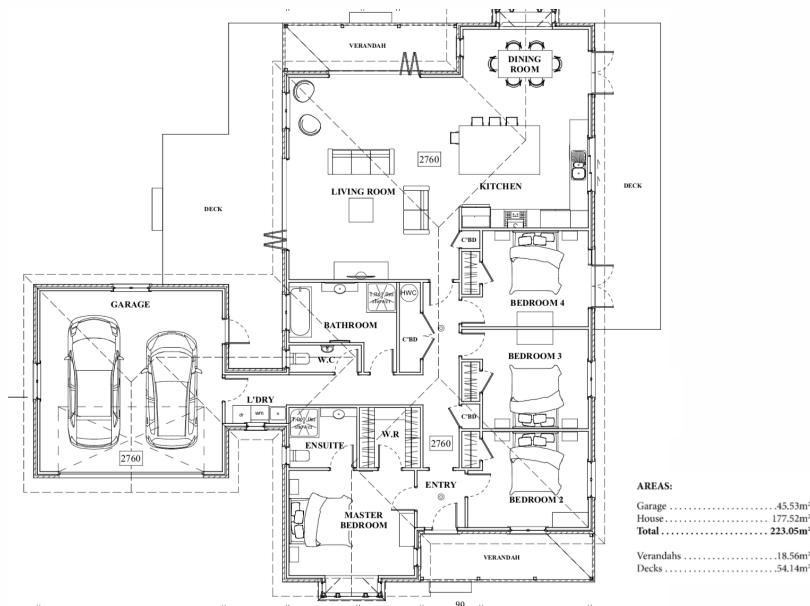 VERANDAH
DINING
ROOM
2760
LIVING ROOM
KITCHEN
DECK
DECK
C'BD
GARAGE
HWC
BEDROOM 4
BATHROOM
C'BD
W.C
BEDROOM 3
L'DRY
wm
C'BD
W.R
ENSUITE
2760
2760
ENTRY
BEDROOM 2
MASTER
BEDROOM
VERANDAH
90
AREAS:
Garage ........................ 45.53m²
House ........................ 177.52m²
Total ........................ 223.05m²
Verandahs ........................ 18.56m²
Decks ........................ 54.14m²